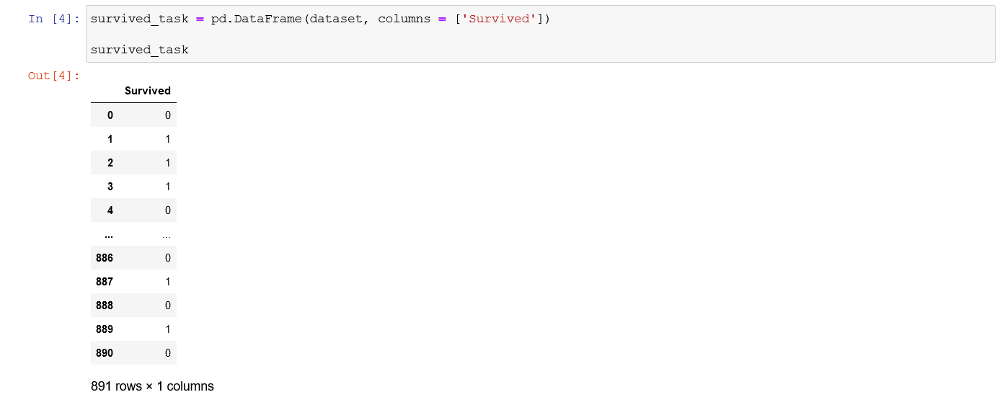 In [4]: survived_task = pd.DataFrame(dataset, columns = ['Survived'])
survived_task
Out[4]:
Survived
0 0
1 1
2 1
3 1
4 0
... ...
886 0
887 1
888 0
889 1
890 0
891 rows × 1 columns